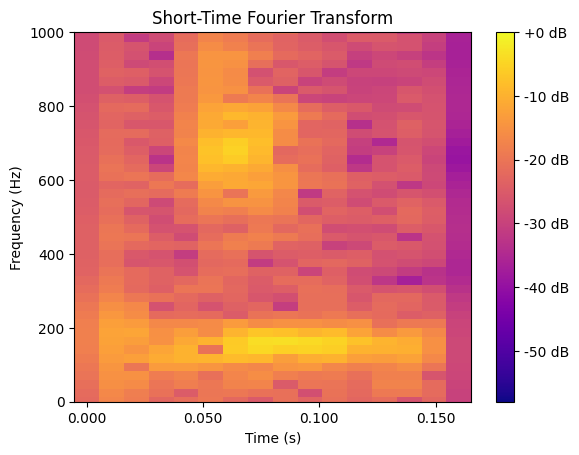 Short-Time Fourier Transform
1000
800
600
400
200
0
Frequency (Hz)
0.000
0.050
0.100
0.150
Time (s)
+0 dB
-10 dB
-20 dB
-30 dB
-40 dB
-50 dB